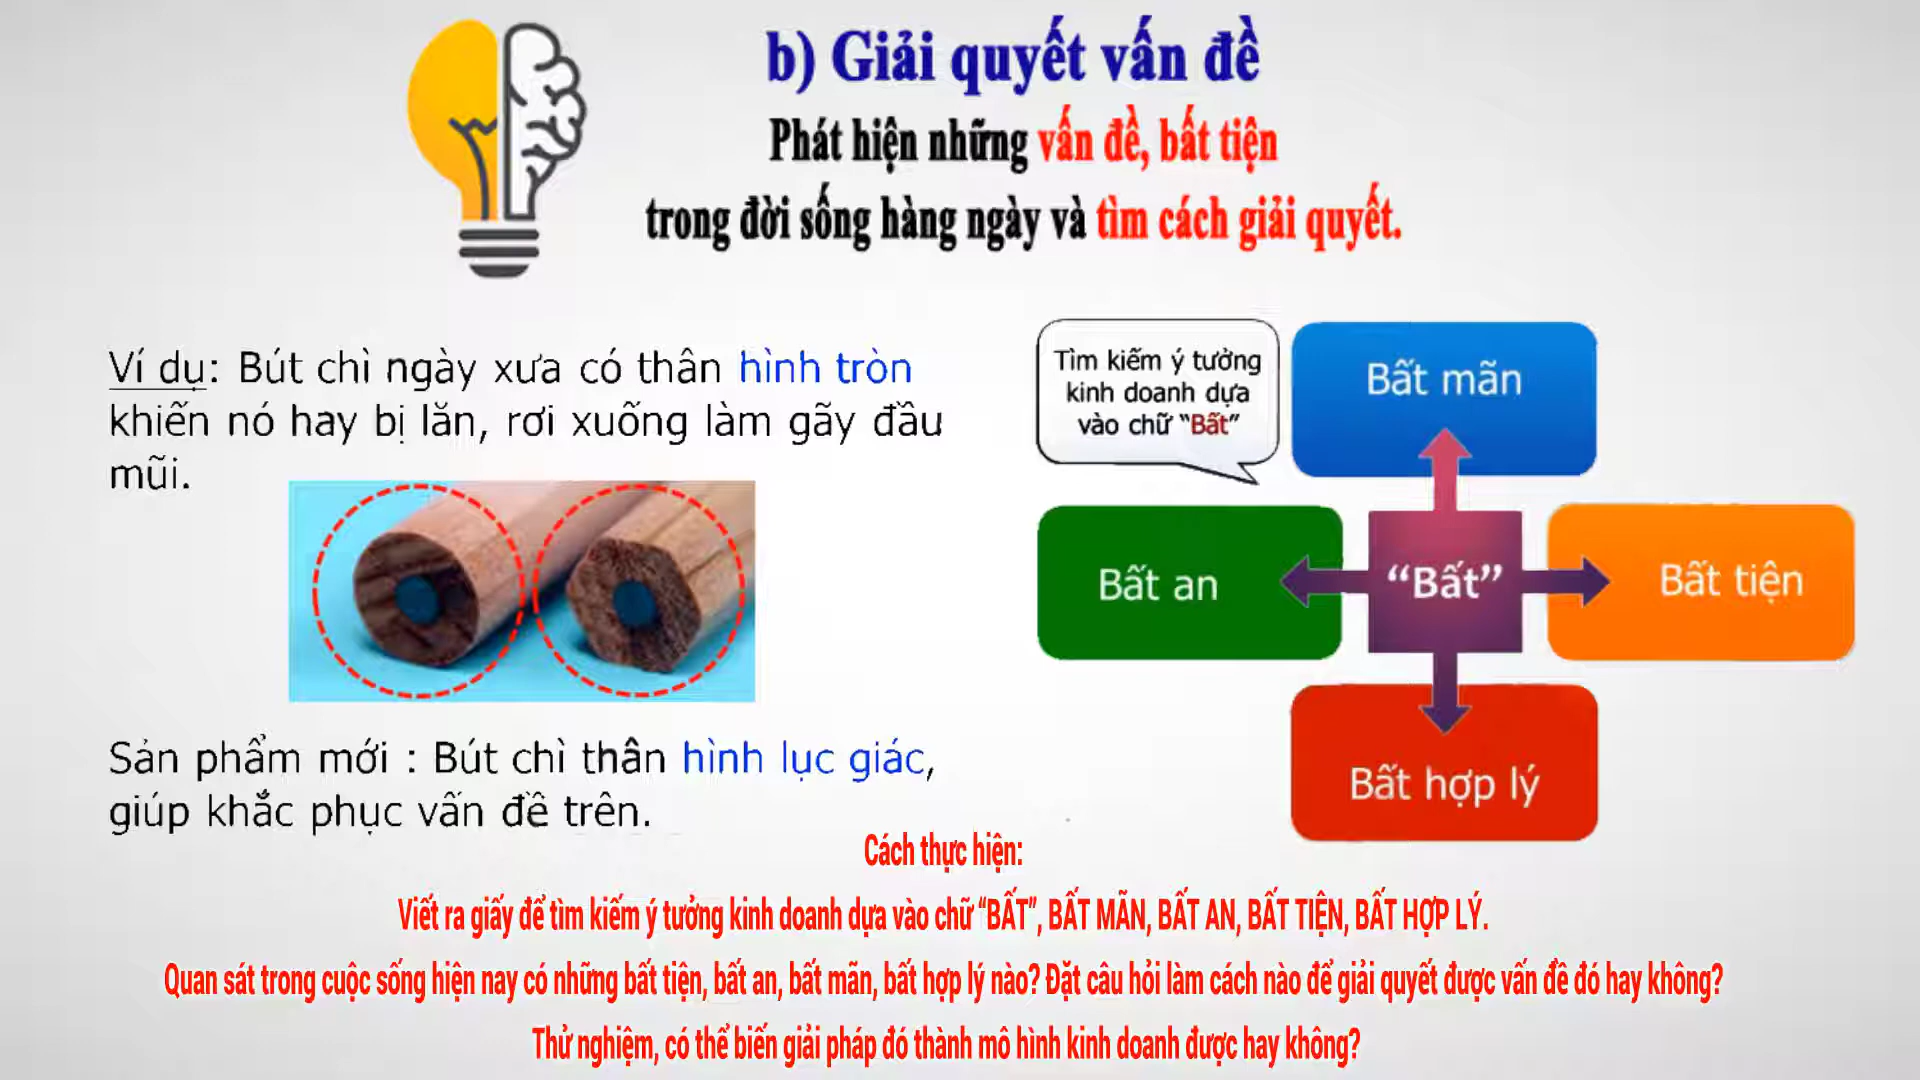 b) Giải quyết vấn đề
Phát hiện những vấn đề, bất tiện
trong đời sống hàng ngày và tìm cách giải quyết.
Ví dụ: Bút chì ngày xưa có thân hình tròn
khiến nó hay bị lăn, rơi xuống làm gãy đầu
mũi.
Sản phẩm mới : Bút chì thân hình lục giác,
giúp khắc phục vấn đề trên.
Tìm kiếm ý tưởng
kinh doanh dựa
vào chữ “Bất”
Bất mãn
Bất an
“Bất”
Bất tiện
Bất hợp lý
Cách thực hiện:
Viết ra giấy để tìm kiếm ý tưởng kinh doanh dựa vào chữ “BẤT”, BẤT MÃN, BẤT AN, BẤT TIỆN, BẤT HỢP LÝ.
Quan sát trong cuộc sống hiện nay có những bất tiện, bất an, bất mãn, bất hợp lý nào? Đặt câu hỏi làm cách nào để giải quyết được vấn đề đó hay không?
Thử nghiệm, có thể biến giải pháp đó thành mô hình kinh doanh được hay không?